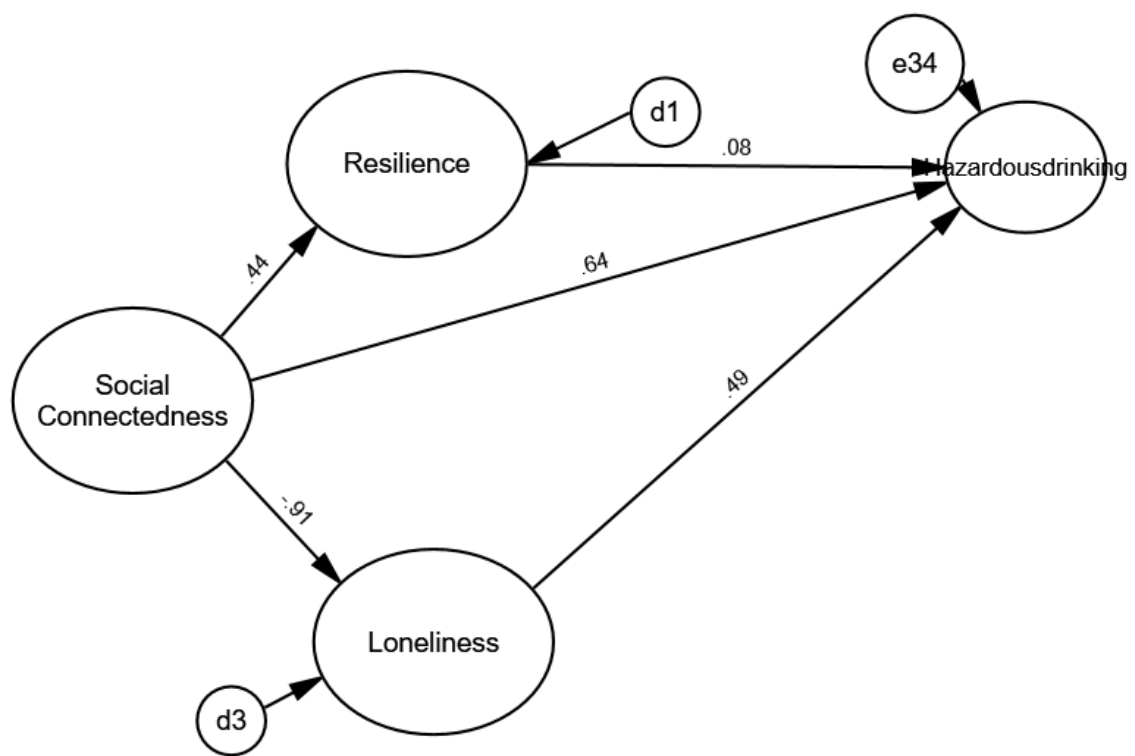 e34
d1
Resilience
.08
Hazardousdrinking
.44
.64
Social
Connectedness
.49
-.91
Loneliness
d3